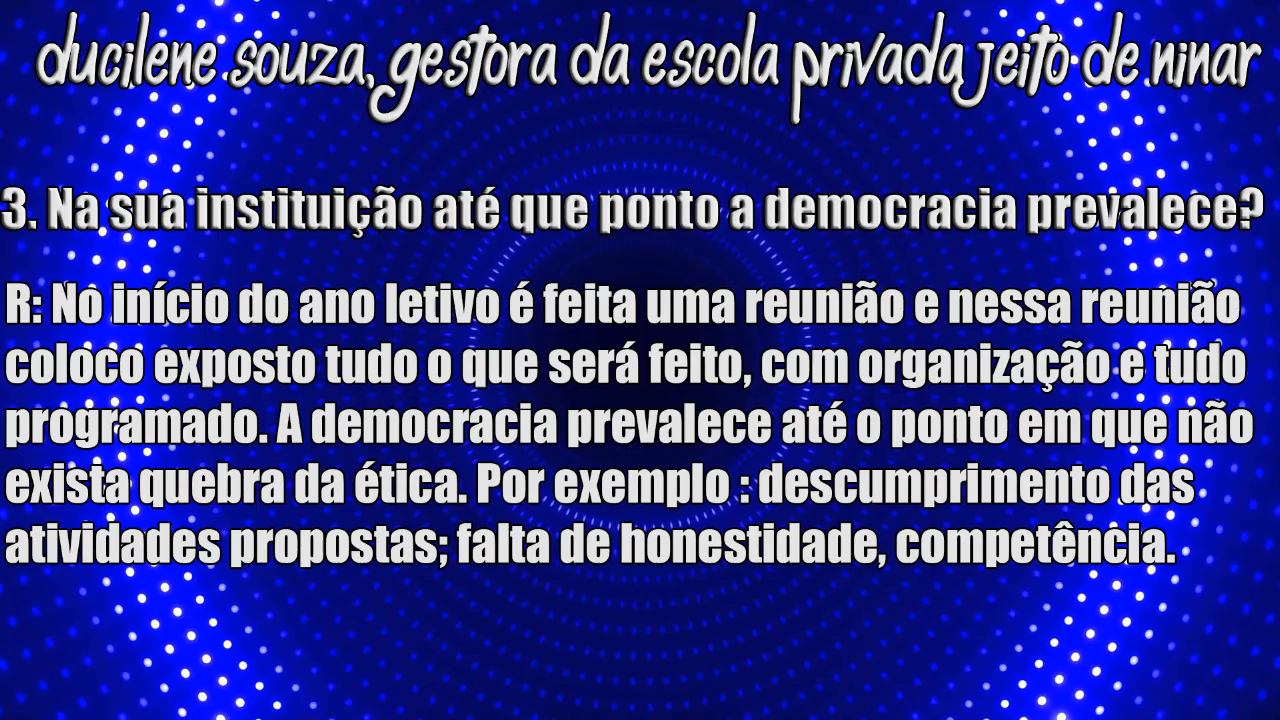 ducilene souza, gestora da escola privada jeito de ninar
3. Na sua instituição até que ponto a democracia prevalece?
R: No início do ano letivo é feita uma reunião e nessa reunião
coloco exposto tudo o que será feito, com organização e tudo
programado. A democracia prevalece até o ponto em que não
exista quebra da ética. Por exemplo : descumprimento das
atividades propostas; falta de honestidade, competência.